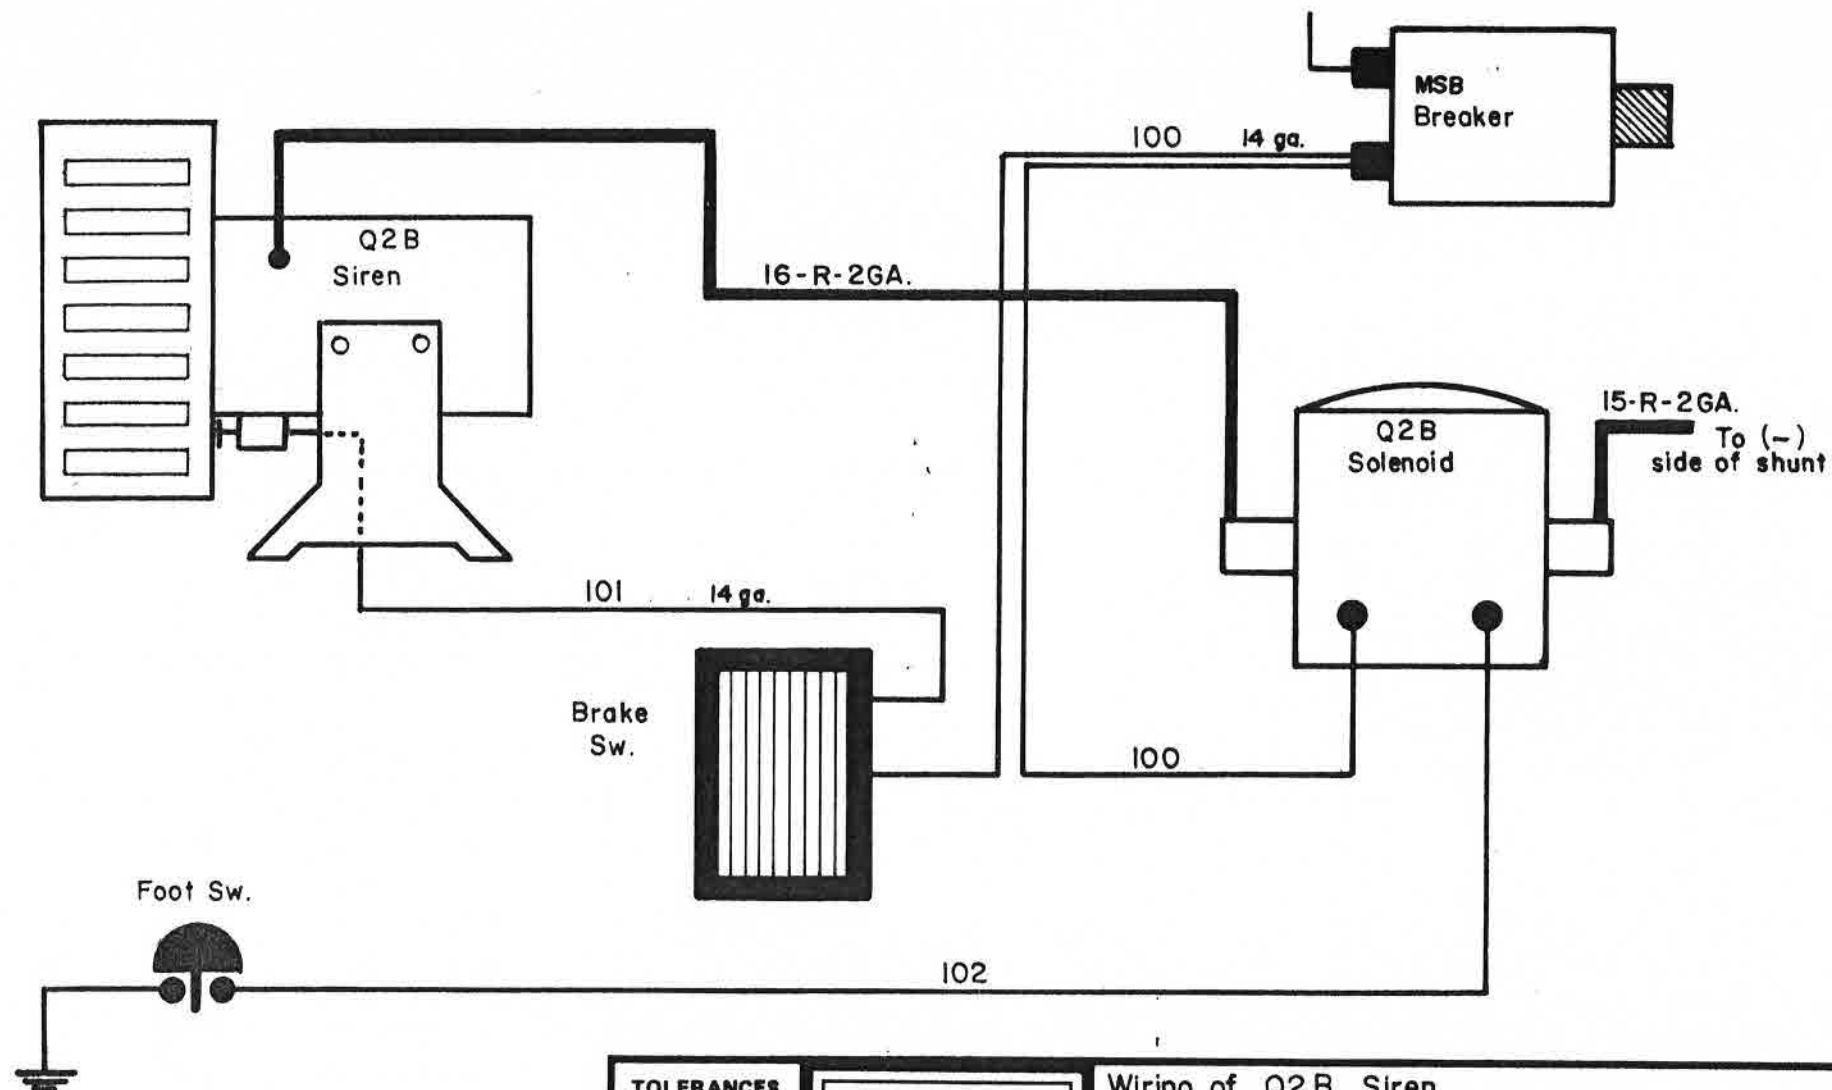 MSB
Breaker
100 14 ga.
Q2B
Siren
16-R-2GA.
15-R-2GA.
To (-)
side of shunt
Q2B
Solenoid
101 14 ga.
Brake
Sw.
100
Foot Sw.
102
TOLERANCES
Wiring of Q2B Siren